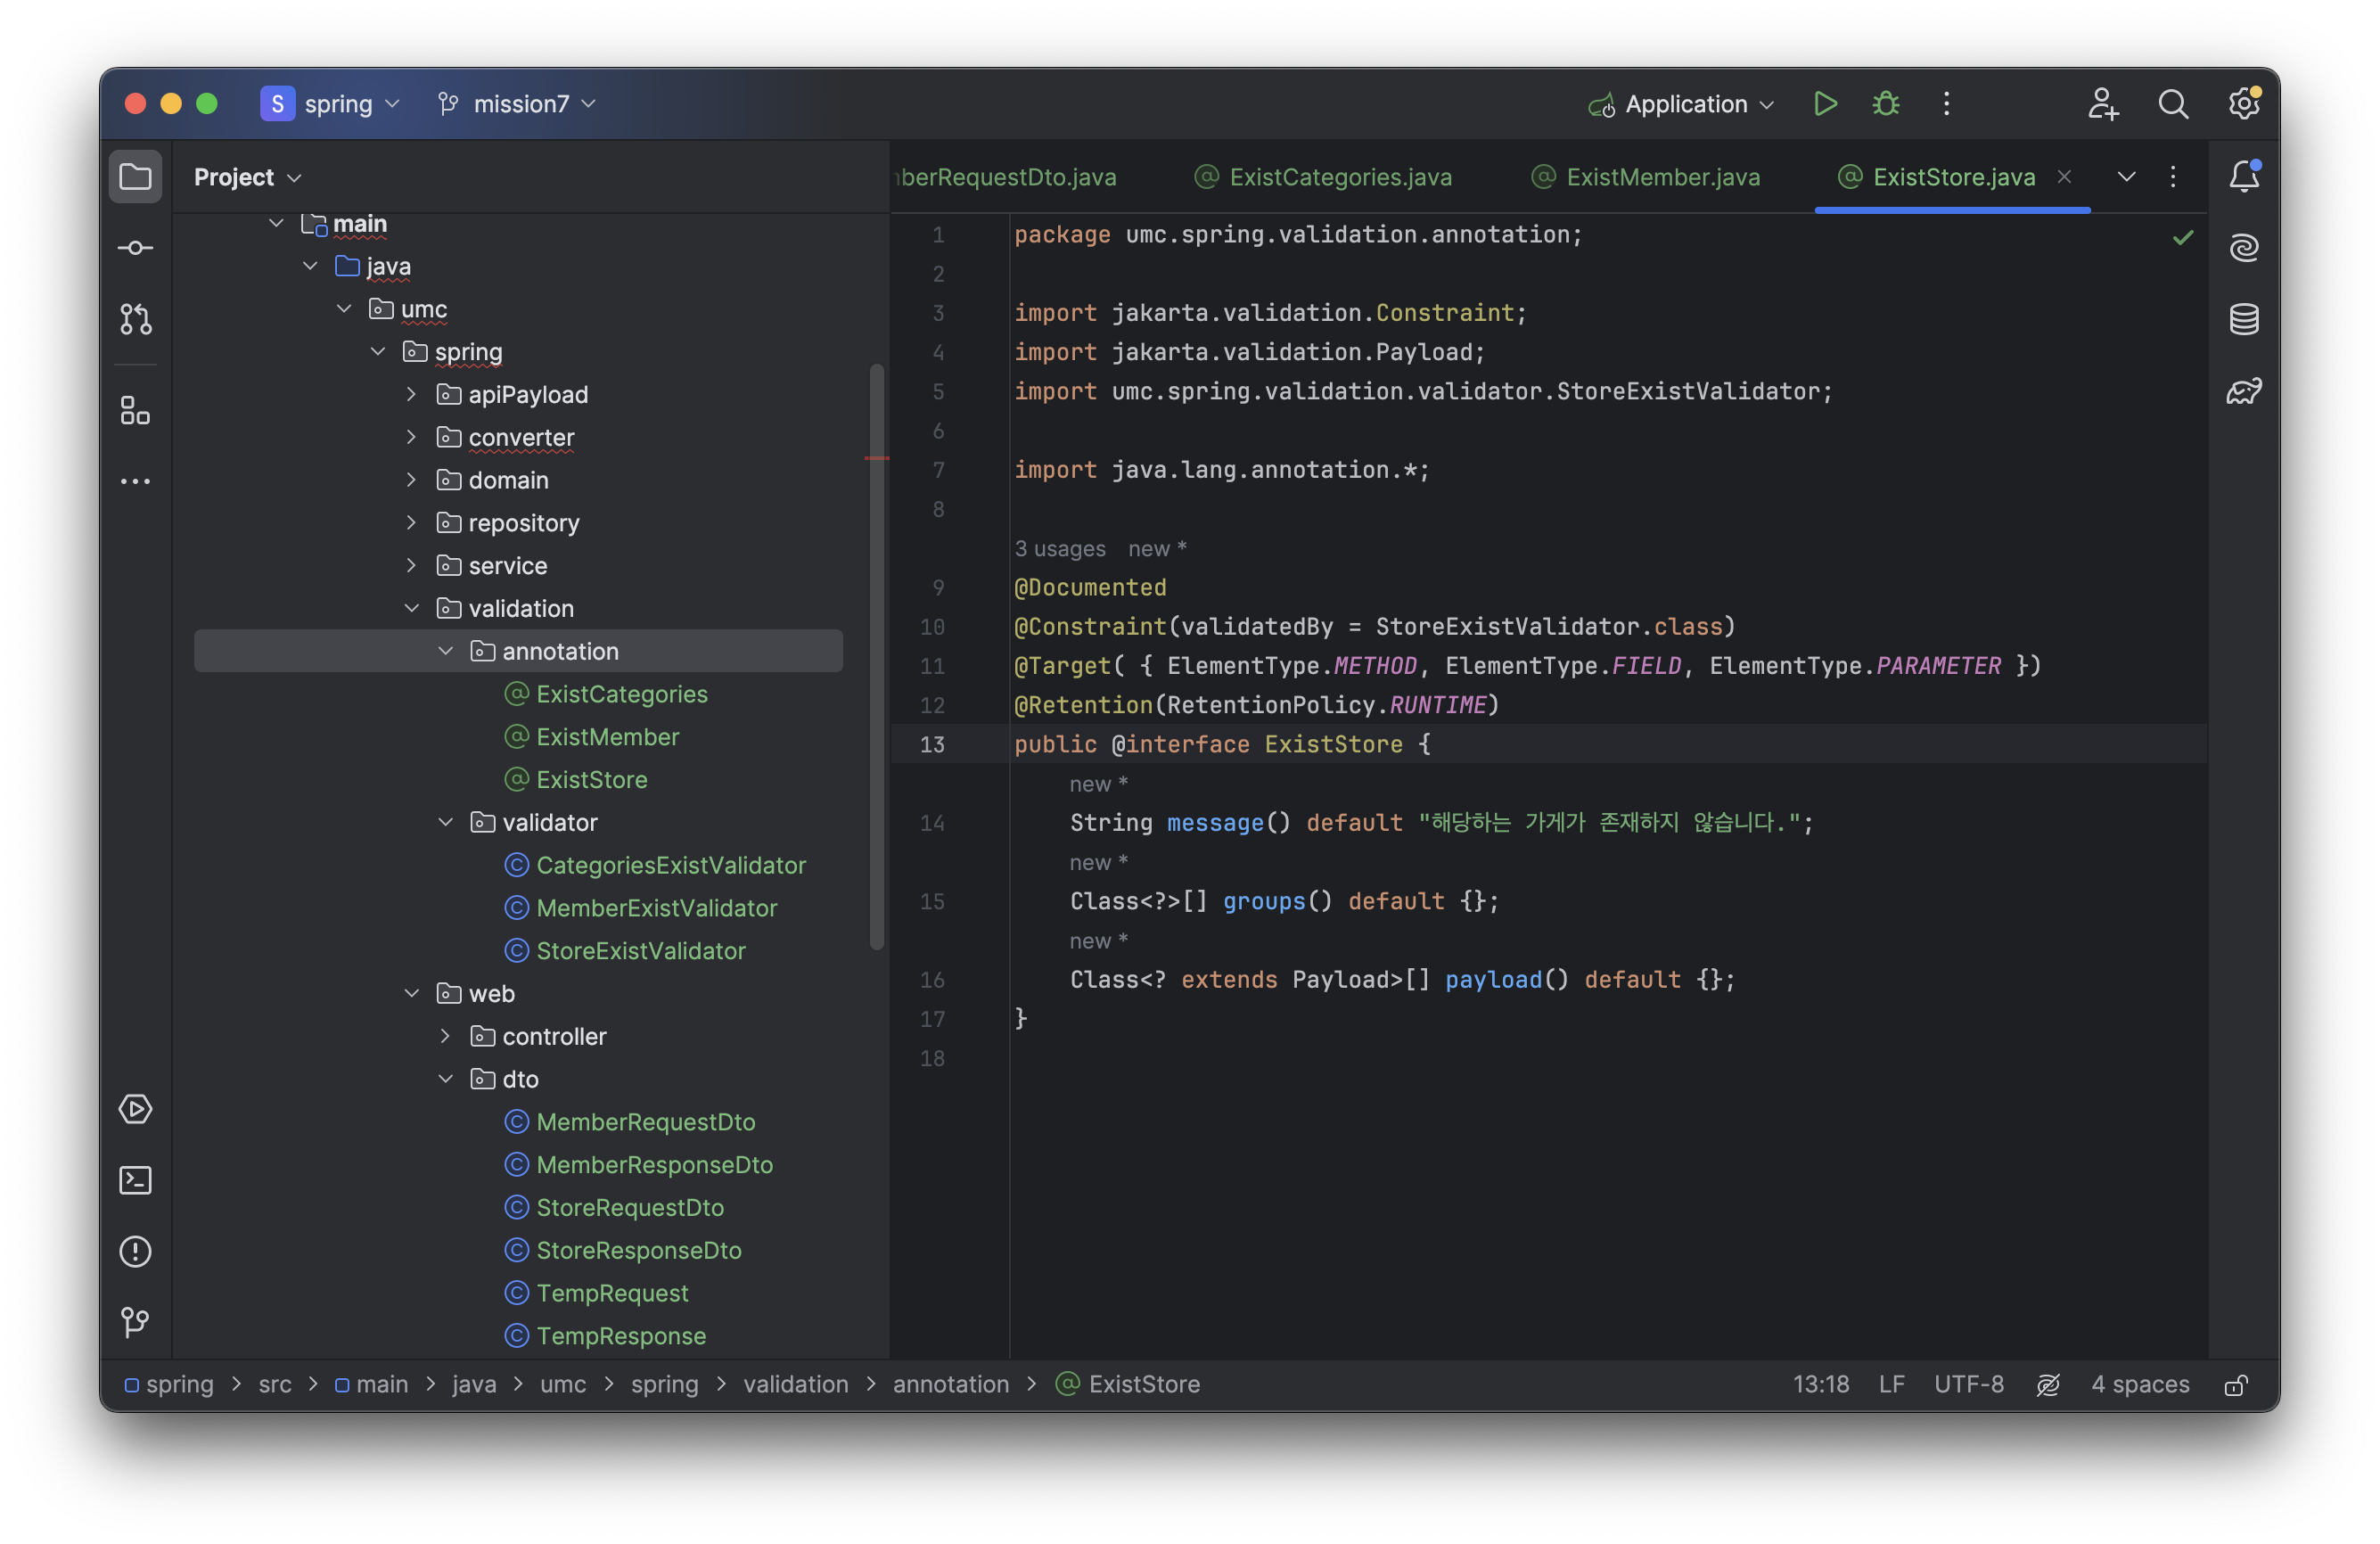 S spring mission7 Application
Project
main
java
umc
spring
apiPayload
converter
domain
repository
service
validation
annotation
ExistCategories
ExistMember
ExistStore
validator
CategoriesExistValidator
MemberExistValidator
StoreExistValidator
web
controller
dto
MemberRequestDto
MemberResponseDto
StoreRequestDto
StoreResponseDto
TempRequest
TempResponse
berRequestDto.java ExistCategories.java ExistMember.java ExistStore.java
1 package umc.spring.validation.annotation;
2
3 import jakarta.validation.Constraint;
4 import jakarta.validation.Payload;
5 import umc.spring.validation.validator.StoreExistValidator;
6
7 import java.lang.annotation.*;
8
3 usages new *
9 @Documented
10 @Constraint(validatedBy = StoreExistValidator.class)
11 @Target( { ElementType.METHOD, ElementType.FIELD, ElementType.PARAMETER })
12 @Retention(RetentionPolicy.RUNTIME)
13 public @interface ExistStore {
new *
14 String message() default "해당하는 가게가 존재하지 않습니다.";
new *
15 Class<?>[] groups() default {};
new *
16 Class<? extends Payload>[] payload() default {};
17 }
18
spring > src > main > java > umc > spring > validation > annotation > ExistStore 13:18 LF UTF-8 4 spaces